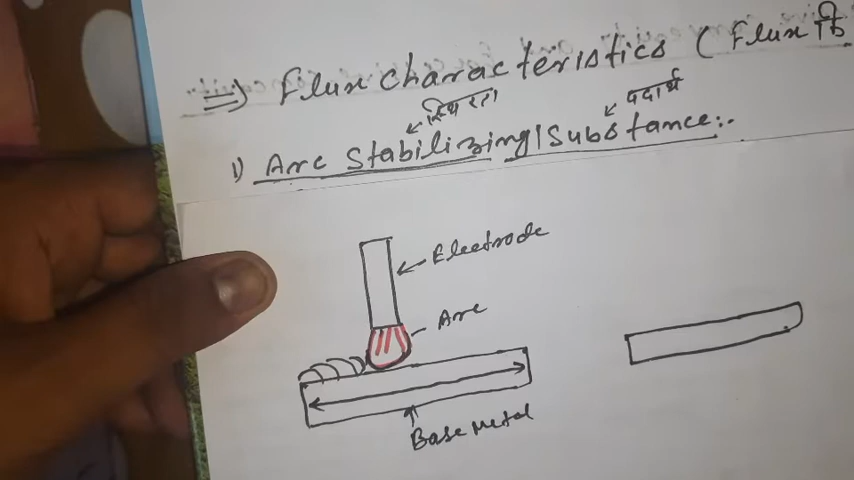 => Flux characteristics ( Flux
स्थिरता पदार्थ
1) Arc Stabilizing|Substance:.
Electrode
Arc
Base Metal